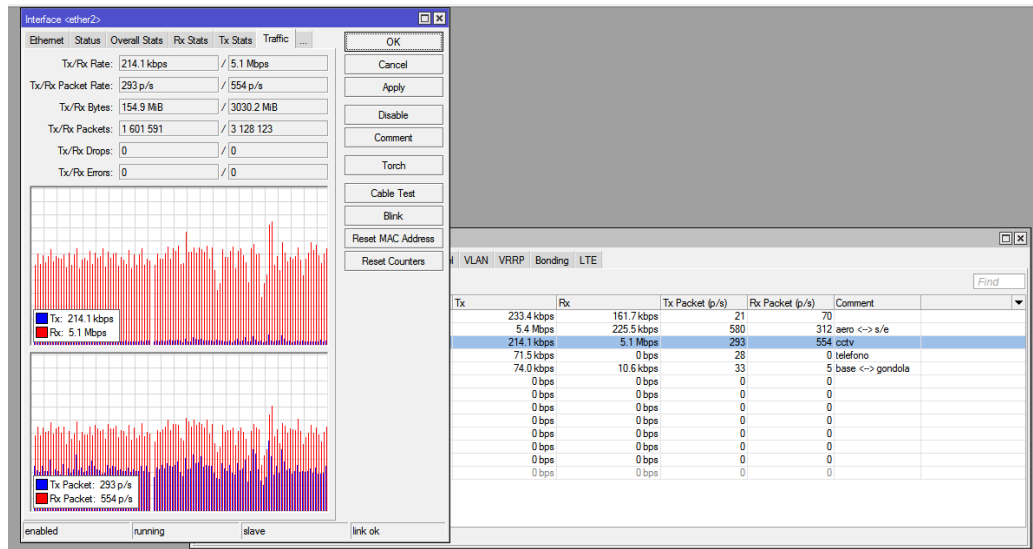 Interface <ether2>
Ethernet Status Overall Stats Rx Stats Tx Stats Traffic ...
OK
Tx/Rx Rate: 214.1 kbps / 5.1 Mbps
Cancel
Tx/Rx Packet Rate: 293 p/s / 554 p/s
Apply
Tx/Rx Bytes: 154.9 MiB / 3030.2 MiB
Disable
Tx/Rx Packets: 1 601 591 / 3 128 123
Comment
Tx/Rx Drops: 0 / 0
Torch
Tx/Rx Errors: 0 / 0
Cable Test
Blink
Reset MAC Address
Reset Counters
Tx: 214.1 kbps
Rx: 5.1 Mbps
Tx Packet: 293 p/s
Rx Packet: 554 p/s
enabled running slave link ok
VLAN VRRP Bonding LTE
Find
Tx Rx Tx Packet (p/s) Rx Packet (p/s) Comment
233.4 kbps 161.7 kbps 21 70
5.4 Mbps 225.5 kbps 580 312 aero <--> s/e
214.1 kbps 5.1 Mbps 293 554 cctv
71.5 kbps 0 bps 28 0 telefono
74.0 kbps 10.6 kbps 33 5 base <--> gondola
0 bps 0 bps 0 0
0 bps 0 bps 0 0
0 bps 0 bps 0 0
0 bps 0 bps 0 0
0 bps 0 bps 0 0
0 bps 0 bps 0 0
0 bps 0 bps 0 0
0 bps 0 bps 0 0